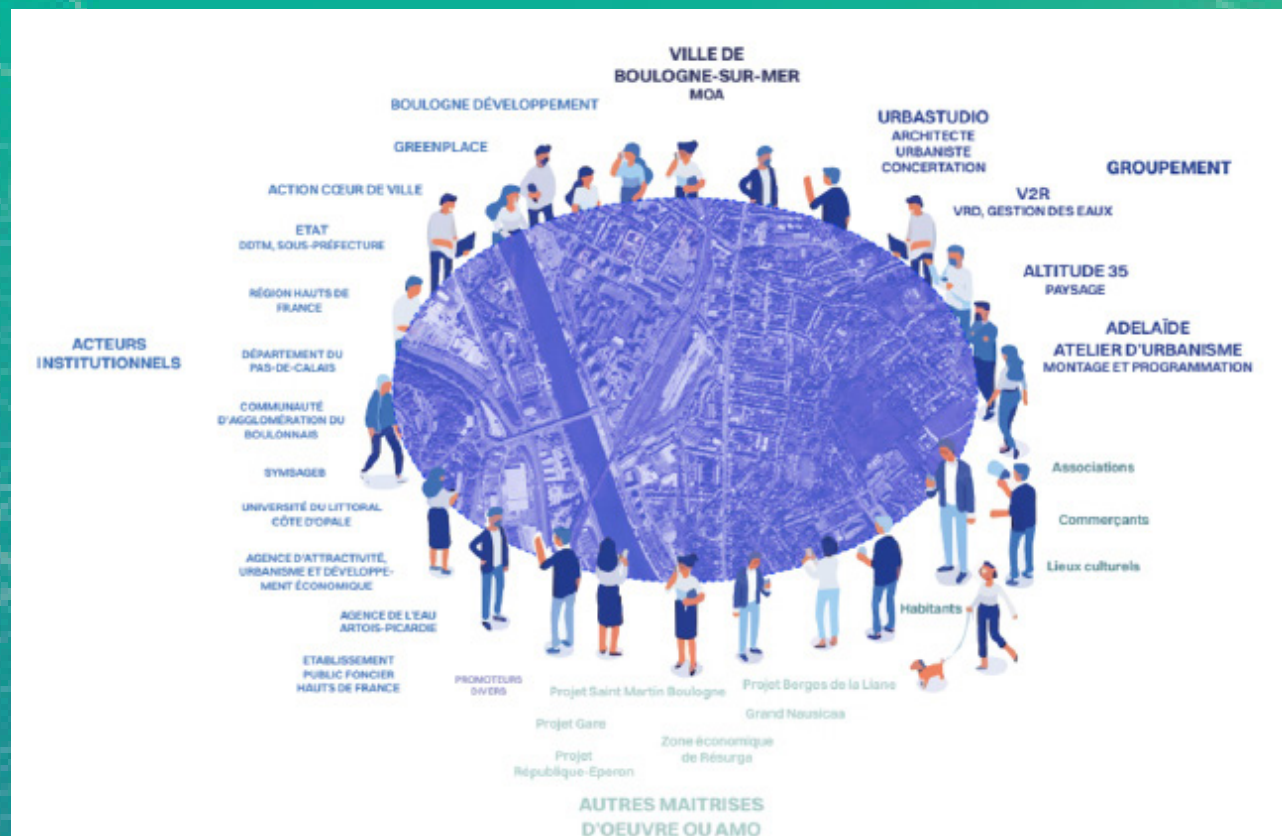 VILLE DE
BOULOGNE-SUR-MER
MOA
BOULOGNE DÉVELOPPEMENT
GREENPLACE
ACTION CŒUR DE VILLE
ETAT
DDTM, SOUS-PRÉFECTURE
RÉGION HAUTS DE
FRANCE
ACTEURS
INSTITUTIONNELS
DÉPARTEMENT DU
PAS-DE-CALAIS
COMMUNAUTÉ
D'AGGLOMÉRATION DU
BOULONNAIS
SYMSAGEB
UNIVERSITÉ DU LITTORAL
CÔTE D'OPALE
AGENCE D'ATTRACTIVITÉ,
URBANISME ET DÉVELOPPE-
MENT ÉCONOMIQUE
AGENCE DE L'EAU
ARTOIS-PICARDIE
ETABLISSEMENT
PUBLIC FONCIER
HAUTS DE FRANCE
URBASTUDIO
ARCHITECTE
URBANISTE
CONCERTATION
GROUPEMENT
V2R
VRD, GESTION DES EAUX
ALTITUDE 35
PAYSAGE
ADELAÏDE
ATELIER D'URBANISME
MONTAGE ET PROGRAMMATION
Associations
Commerçants
Lieux culturels
Habitants
PROMOTEURS
DIVERS
Projet Saint Martin Boulogne
Projet Berges de la Liane
Projet Gare
Grand Nausicaa
Projet
République-Eperon
Zone économique
de Résurga
AUTRES MAITRISES
D'OEUVRE OU AMO